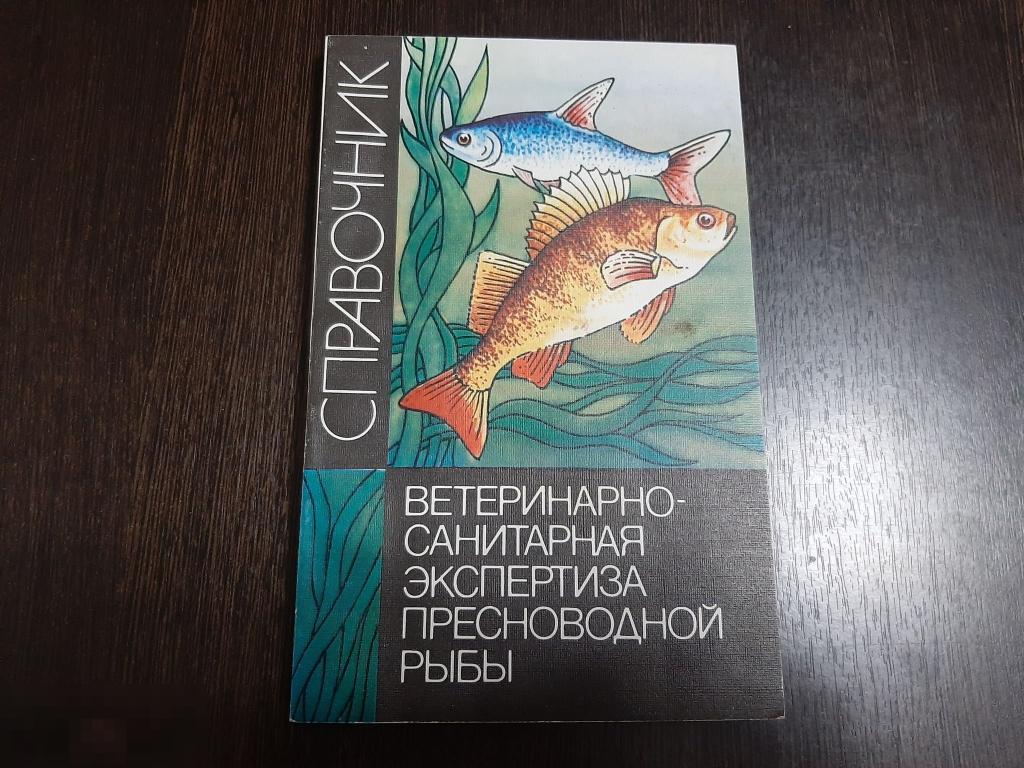 СПРАВОЧНИК
ВЕТЕРИНАРНО-
САНИТАРНАЯ
ЭКСПЕРТИЗА
ПРЕСНОВОДНОЙ
РЫБЫ